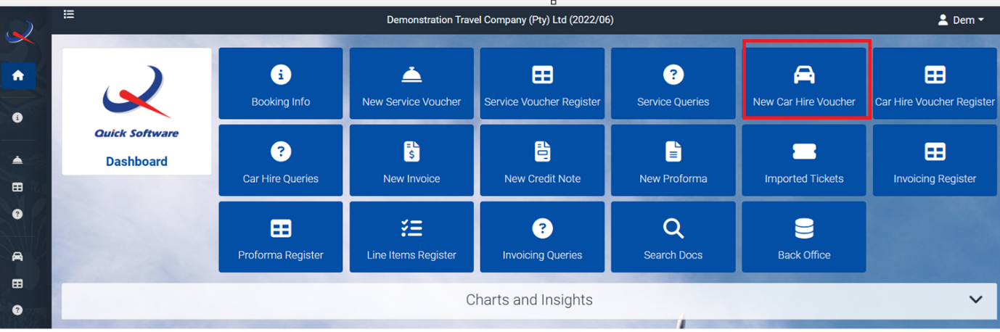 Demonstration Travel Company (Pty) Ltd (2022/06)
Dem
Quick Software
Dashboard
Booking Info
New Service Voucher
Service Voucher Register
Service Queries
New Car Hire Voucher
Car Hire Voucher Register
Car Hire Queries
New Invoice
New Credit Note
New Proforma
Imported Tickets
Invoicing Register
Proforma Register
Line Items Register
Invoicing Queries
Search Docs
Back Office
Charts and Insights